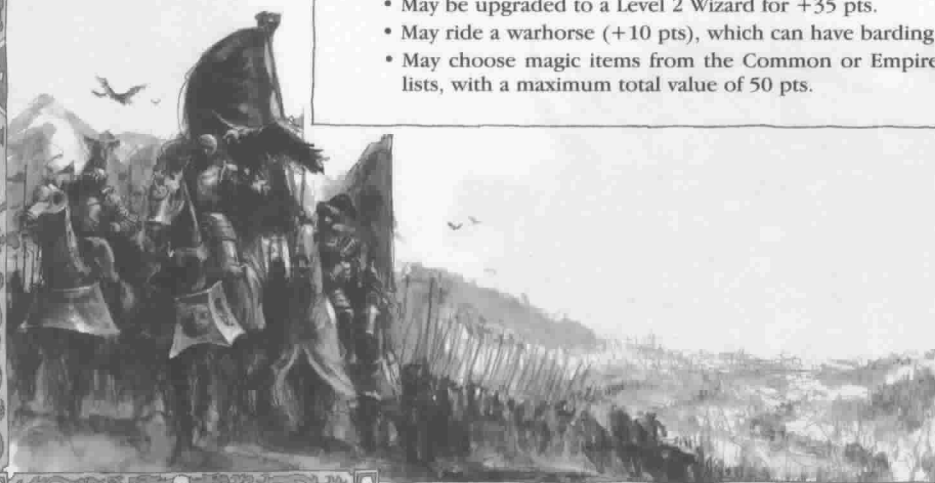 • May be upgraded to a Level 2 Wizard for +35 pts.
• May ride a warhorse (+10 pts), which can have barding
• May choose magic items from the Common or Empire
lists, with a maximum total value of 50 pts.